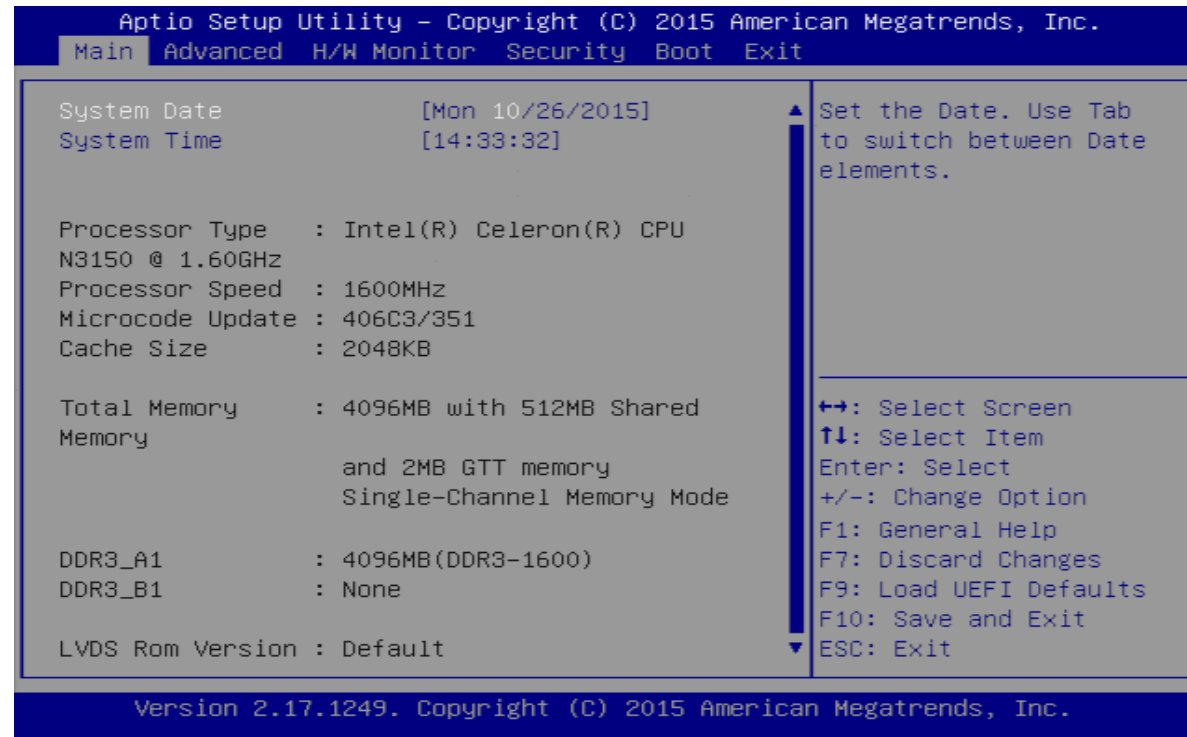 Aptio Setup Utility – Copyright (C) 2015 American Megatrends, Inc.
Main Advanced H/W Monitor Security Boot Exit
System Date [Mon 10/26/2015]
System Time [14:33:32]
Processor Type : Intel(R) Celeron(R) CPU
N3150 @ 1.60GHz
Processor Speed : 1600MHz
Microcode Update : 406C3/351
Cache Size : 2048KB
Total Memory : 4096MB with 512MB Shared
Memory
and 2MB GTT memory
Single-Channel Memory Mode
DDR3_A1 : 4096MB(DDR3-1600)
DDR3_B1 : None
LVDS Rom Version : Default
Set the Date. Use Tab
to switch between Date
elements.
↔: Select Screen
↑↓: Select Item
Enter: Select
+/-: Change Option
F1: General Help
F7: Discard Changes
F9: Load UEFI Defaults
F10: Save and Exit
ESC: Exit
Version 2.17.1249. Copyright (C) 2015 American Megatrends, Inc.